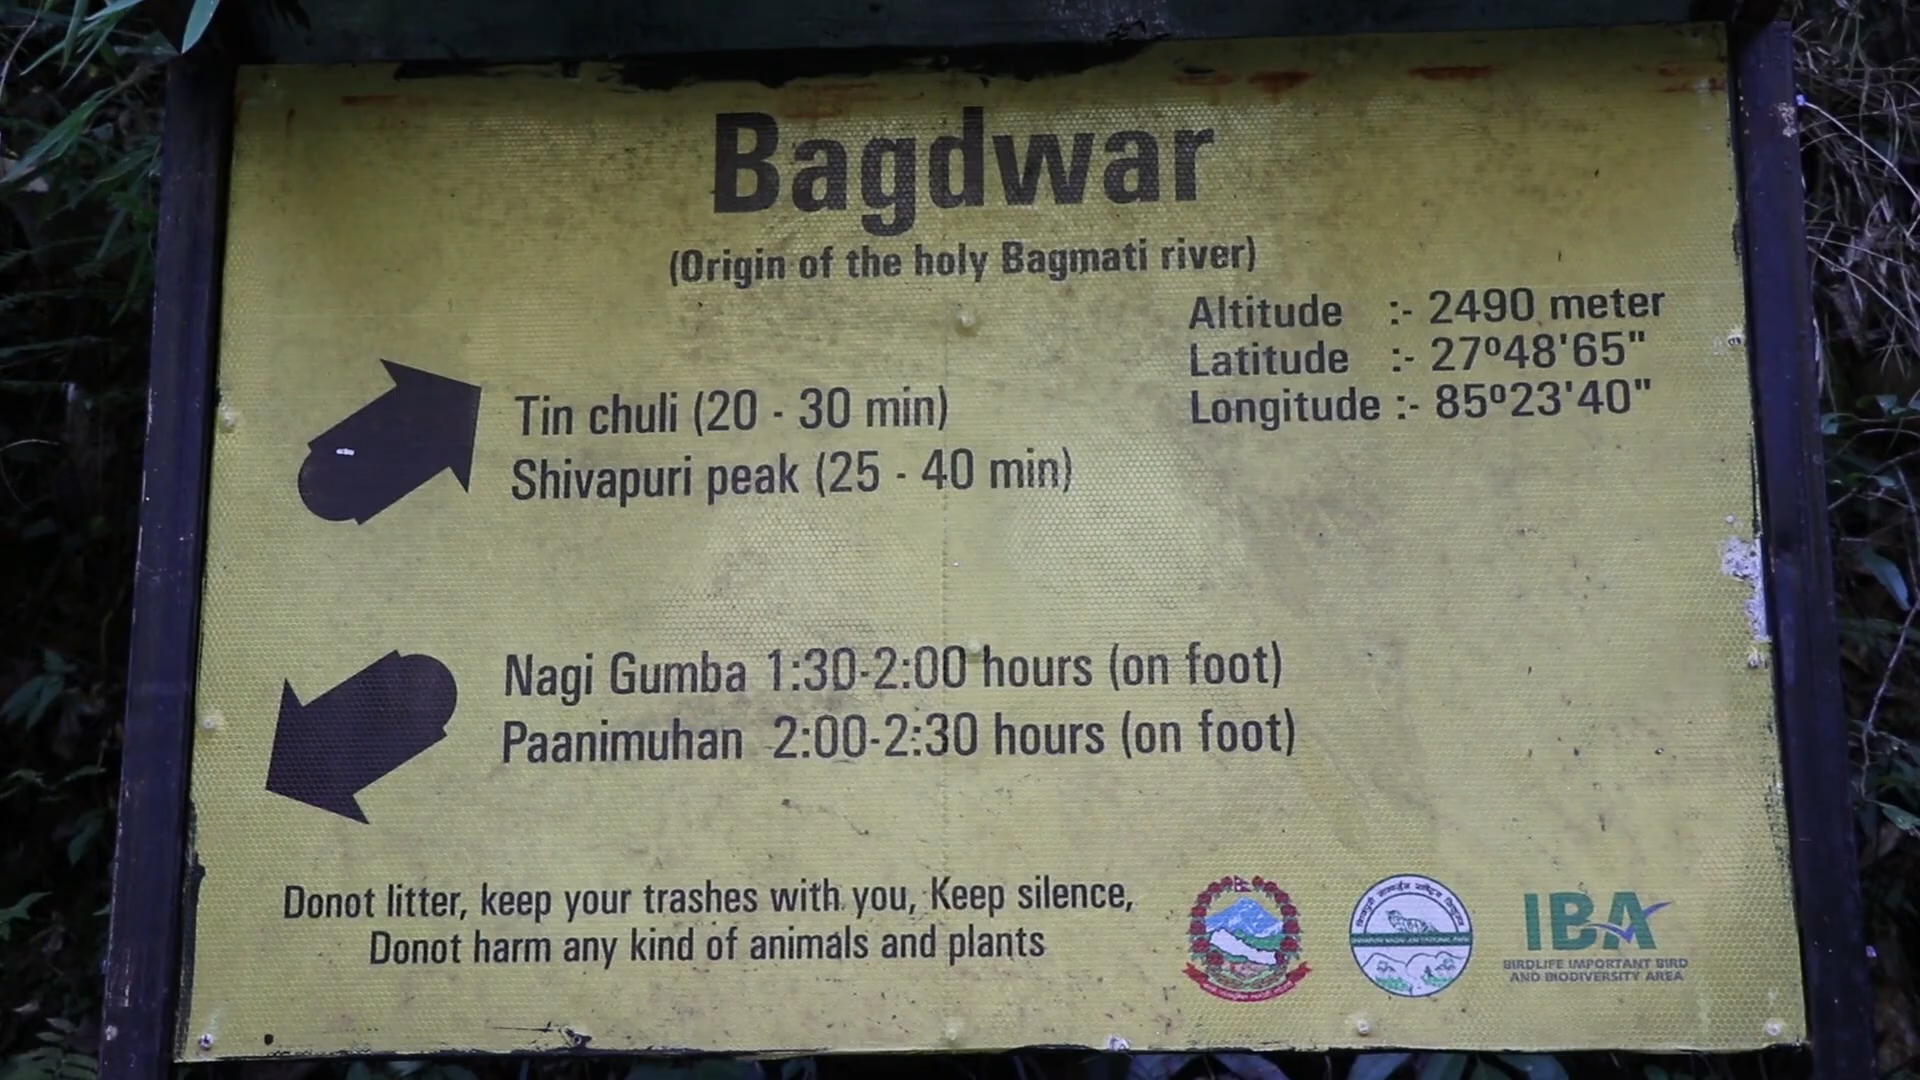 Bagdwar
(Origin of the holy Bagmati river)
Altitude :- 2490 meter
Latitude :- 27º48'65"
Longitude :- 85º23'40"
Tin chuli (20 - 30 min)
Shivapuri peak (25 - 40 min)
Nagi Gumba 1:30-2:00 hours (on foot)
Paanimuhan 2:00-2:30 hours (on foot)
Donot litter, keep your trashes with you, Keep silence,
Donot harm any kind of animals and plants
IBA
BIRDLIFE IMPORTANT BIRD
AND BIODIVERSITY AREA